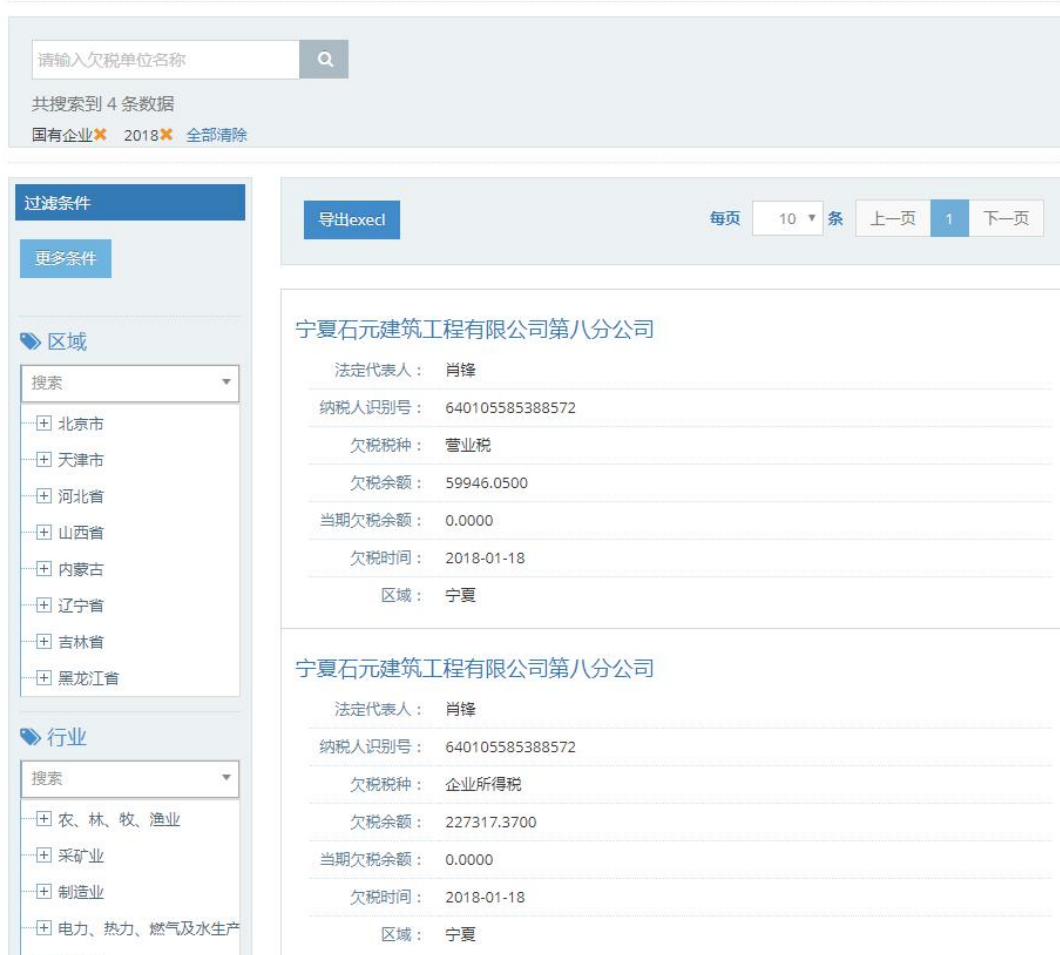 请输入欠税单位名称
共搜索到 4 条数据
国有企业✖ 2018✖ 全部清除
过滤条件
更多条件
区域
搜索
北京市
天津市
河北省
山西省
内蒙古
辽宁省
吉林省
黑龙江省
行业
搜索
农、林、牧、渔业
采矿业
制造业
电力、热力、燃气及水生产
导出execl
每页 10 条 上一页 1 下一页
宁夏石元建筑工程有限公司第八分公司
法定代表人： 肖锋
纳税人识别号： 640105585388572
欠税税种： 营业税
欠税余额： 59946.0500
当期欠税余额： 0.0000
欠税时间： 2018-01-18
区域： 宁夏
宁夏石元建筑工程有限公司第八分公司
法定代表人： 肖锋
纳税人识别号： 640105585388572
欠税税种： 企业所得税
欠税余额： 227317.3700
当期欠税余额： 0.0000
欠税时间： 2018-01-18
区域： 宁夏